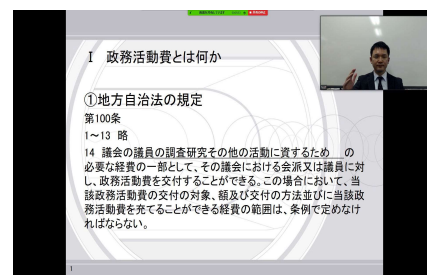 Ⅰ 政務活動費とは何か
①地方自治法の規定
第100条
1～13 略
14 議会の議員の調査研究その他の活動に資するため の
必要な経費の一部として、その議会における会派又は議員に対
し、政務活動費を交付することができる。この場合において、当
該政務活動費の交付の対象、額及び交付の方法並びに当該政
務活動費を充てることができる経費の範囲は、条例で定めなけ
ればならない。
1